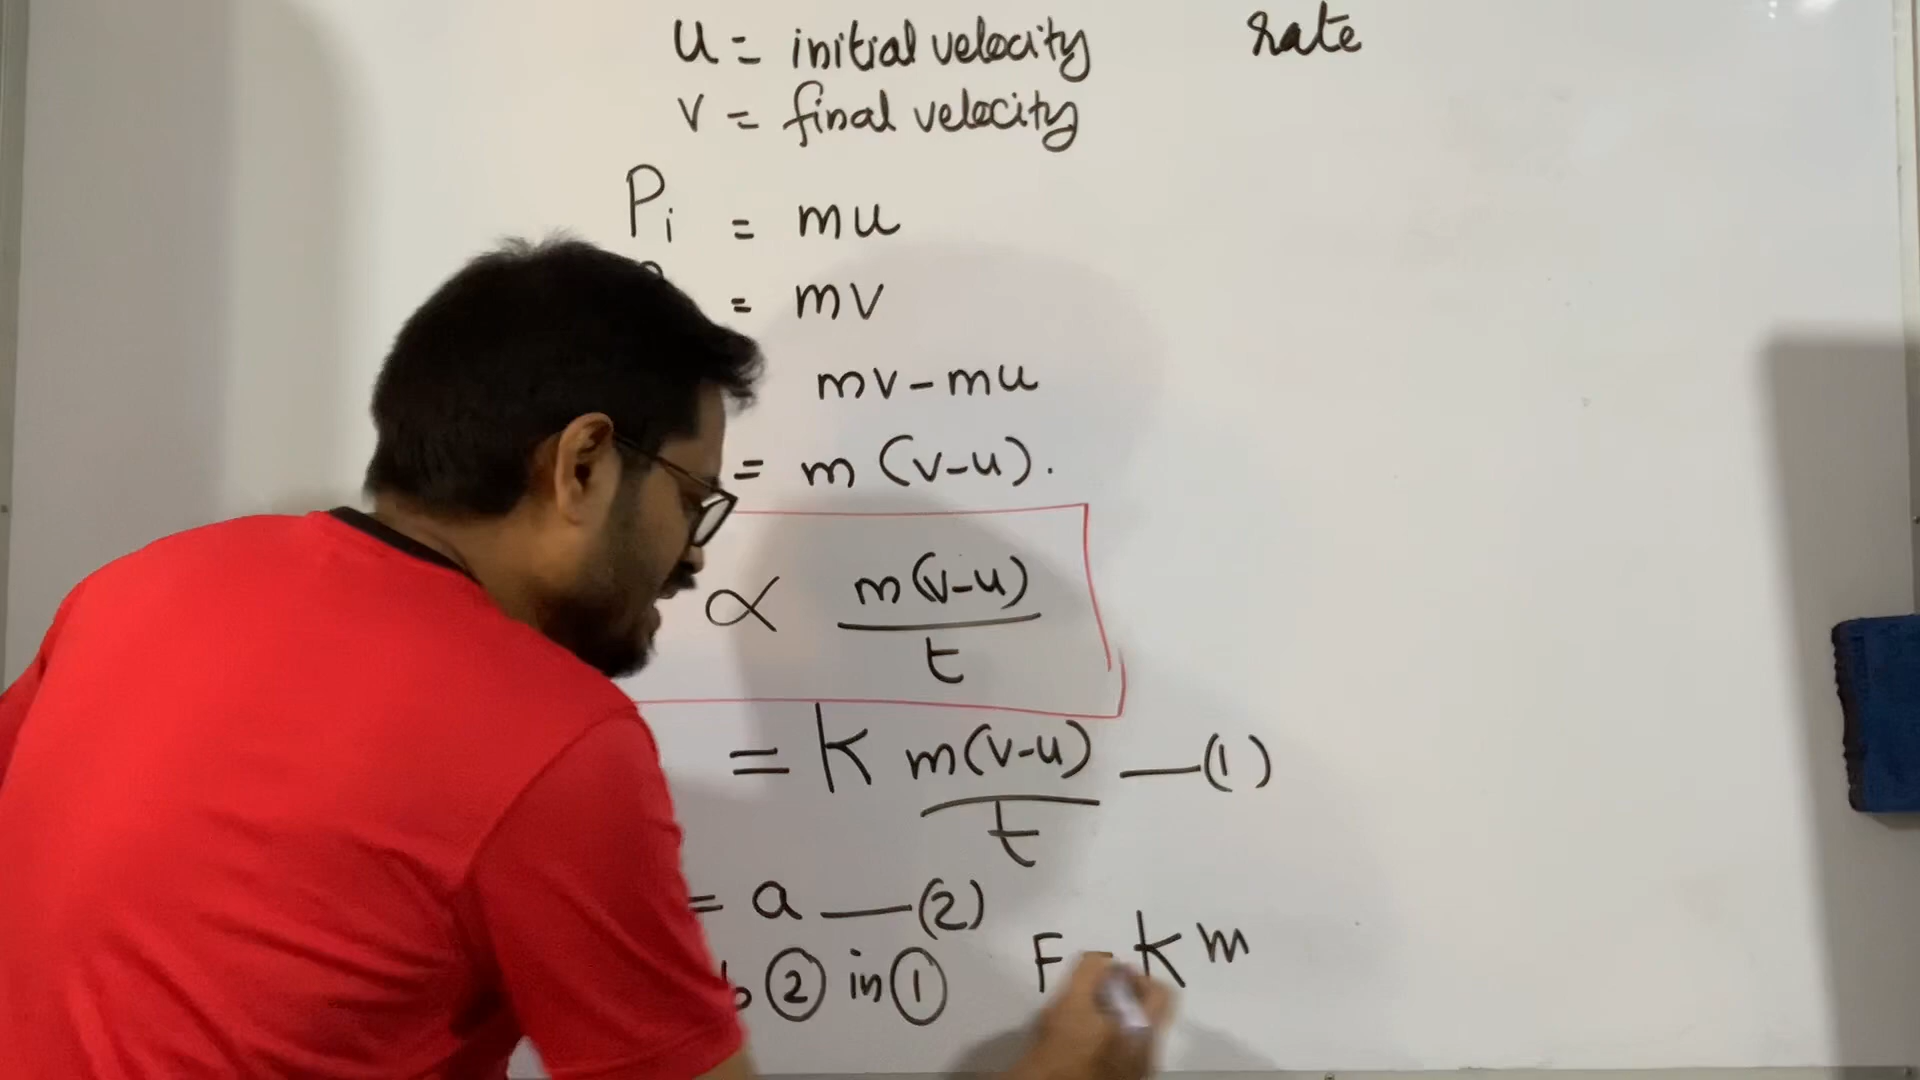 u = initial velocity rate
v = final velocity
Pi = mu
= mv
mv - mu
= m (v-u).
∝ m(v-u)
t
= K m(v-u) —(1)
t
= a —(2)
② in ① F = K m